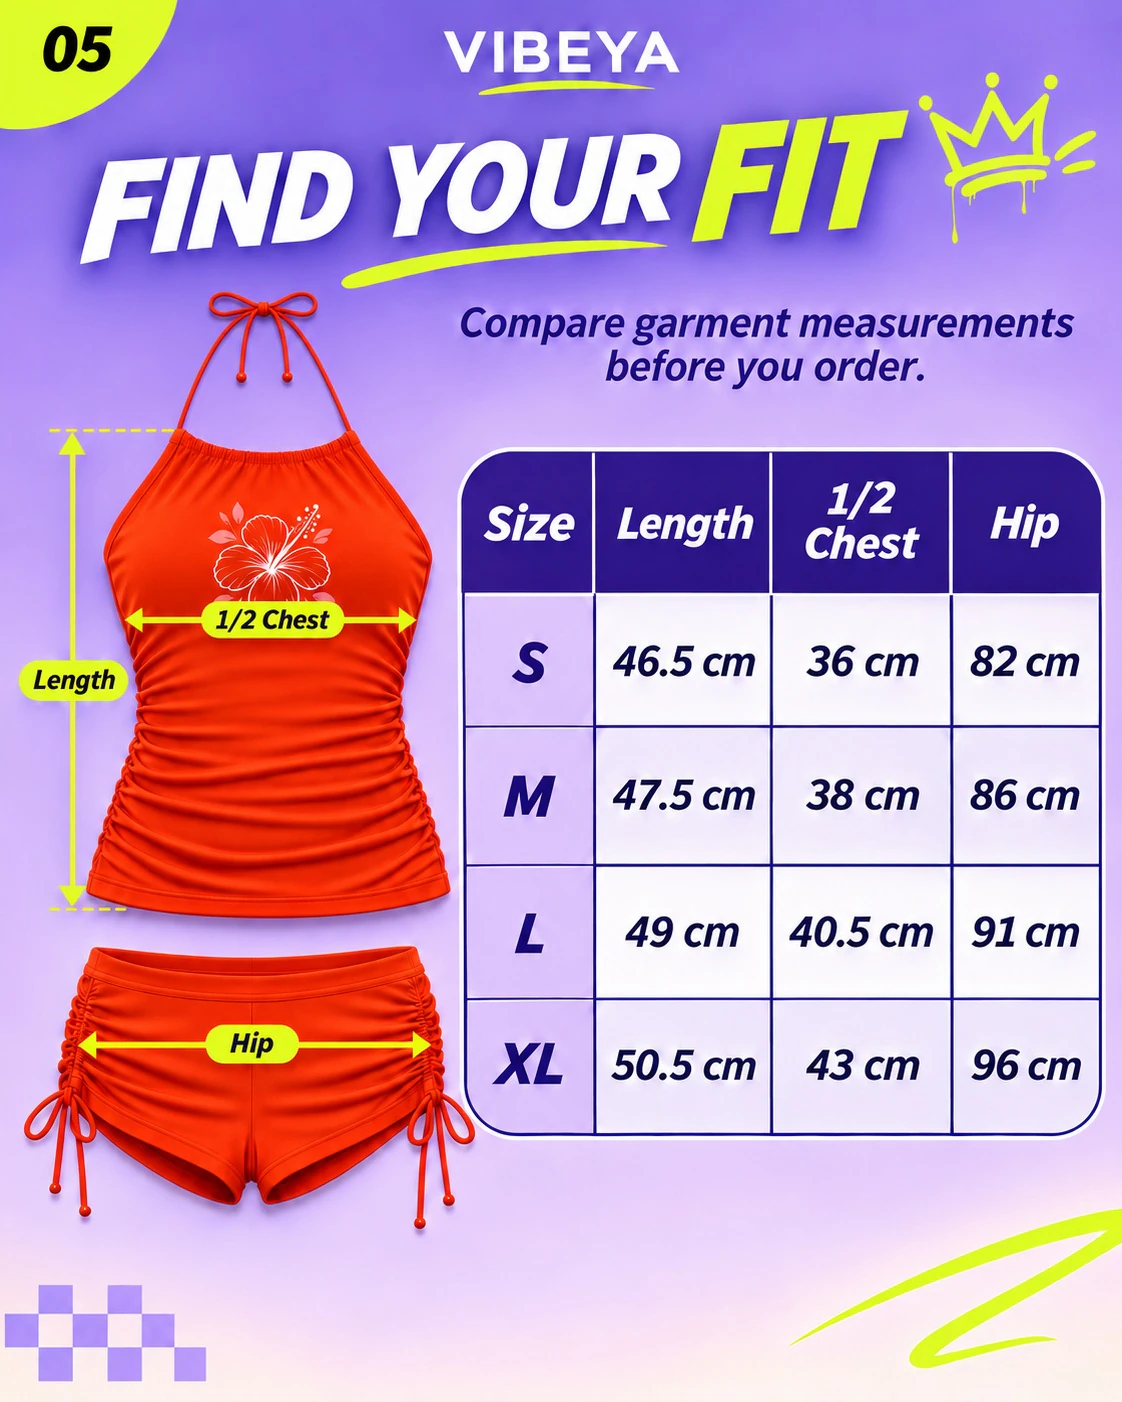 05
VIBEYA
FIND YOUR FIT
Compare garment measurements
before you order.
Length
1/2 Chest
Hip
Size Length 1/2 Chest Hip
S 46.5 cm 36 cm 82 cm
M 47.5 cm 38 cm 86 cm
L 49 cm 40.5 cm 91 cm
XL 50.5 cm 43 cm 96 cm